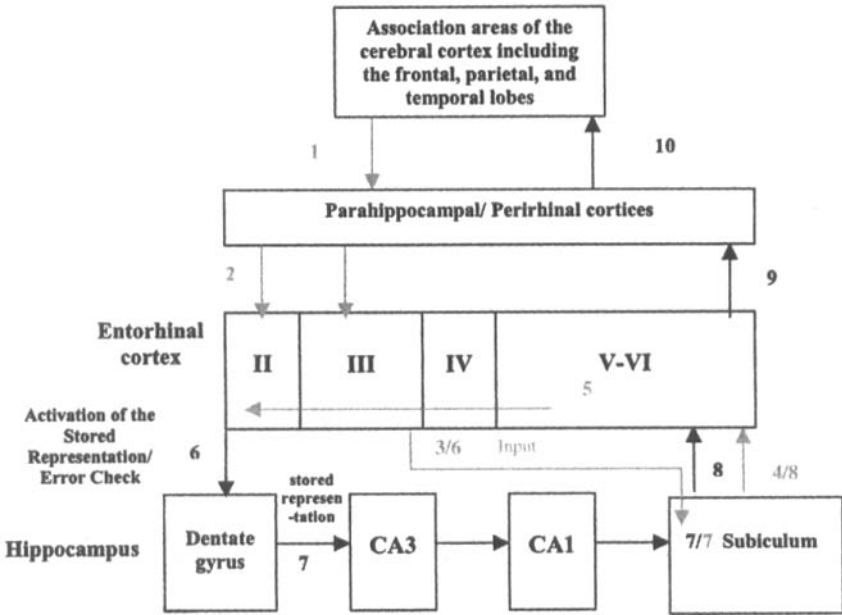 Association areas of the
cerebral cortex including
the frontal, parietal, and
temporal lobes
1
10
Parahippocampal/ Perirhinal cortices
2
9
Entorhinal
cortex
II
III
IV
V-VI
5
Activation of the
Stored
Representation/
Error Check
6
3/6 Input
8
4/8
stored
represen
-tation
Hippocampus
Dentate
gyrus
7
CA3
CA1
7/7 Subiculum